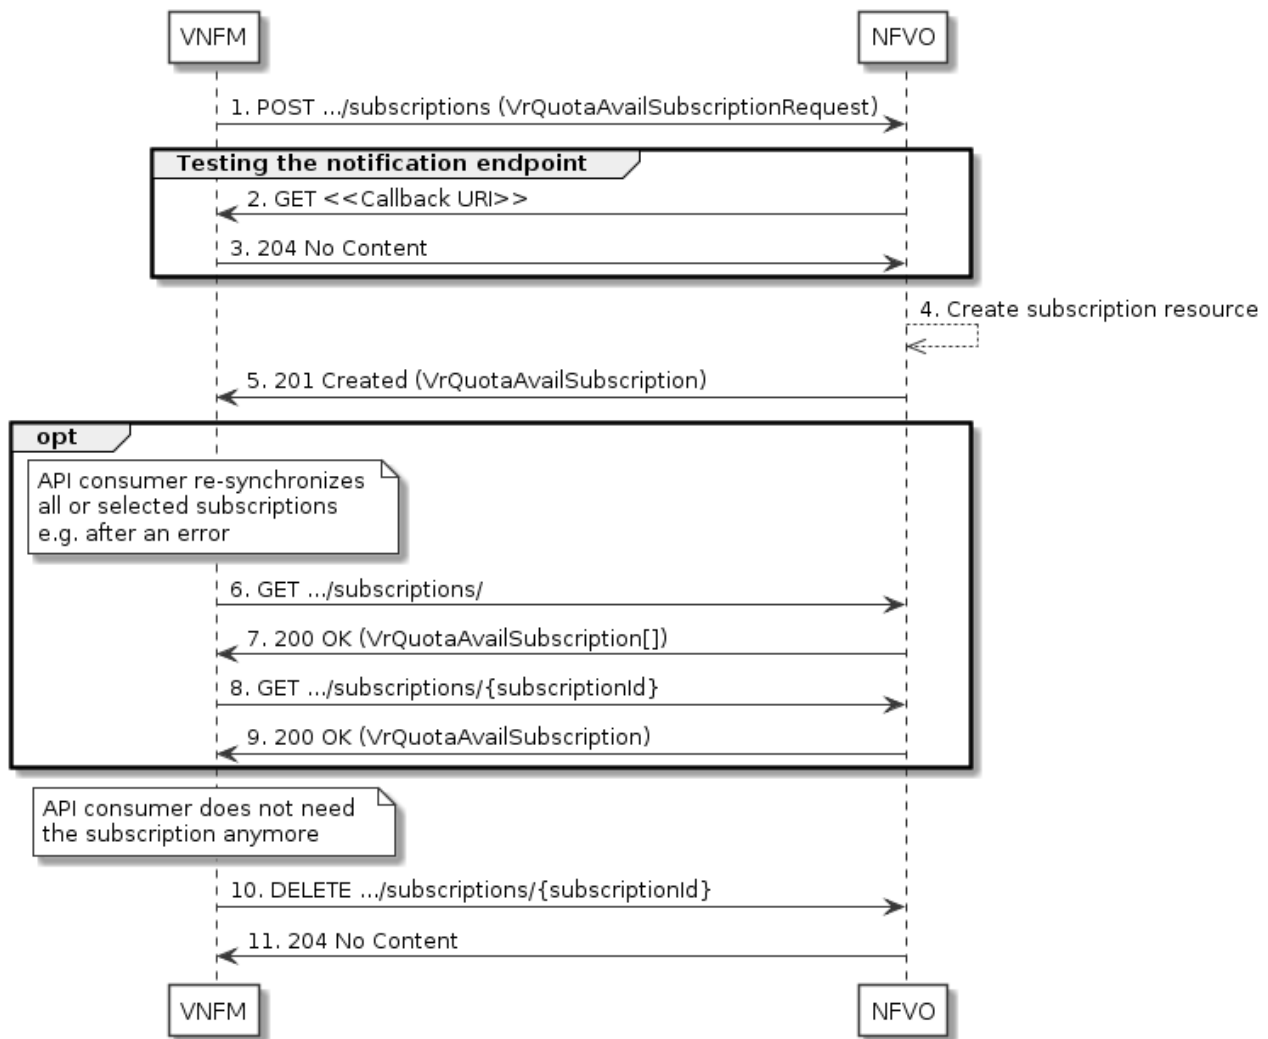 VNFM
NFVO
1. POST .../subscriptions (VrQuotaAvailSubscriptionRequest)
Testing the notification endpoint
2. GET <<Callback URI>>
3. 204 No Content
4. Create subscription resource
5. 201 Created (VrQuotaAvailSubscription)
opt
API consumer re-synchronizes
all or selected subscriptions
e.g. after an error
6. GET .../subscriptions/
7. 200 OK (VrQuotaAvailSubscription[])
8. GET .../subscriptions/{subscriptionId}
9. 200 OK (VrQuotaAvailSubscription)
API consumer does not need
the subscription anymore
10. DELETE .../subscriptions/{subscriptionId}
11. 204 No Content
VNFM
NFVO